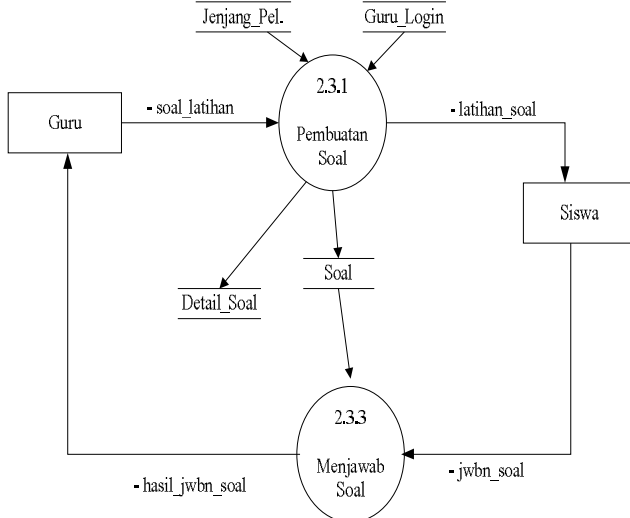 Jenjang_Pel.
Guru_Login
2.3.1
Pembuatan
Soal
Guru
- soal_latihan
-latihan_soal
Siswa
Soal
Detail_Soal
2.3.3
Menjawab
Soal
-hasil_jwbn_soal
-jwbn_soal